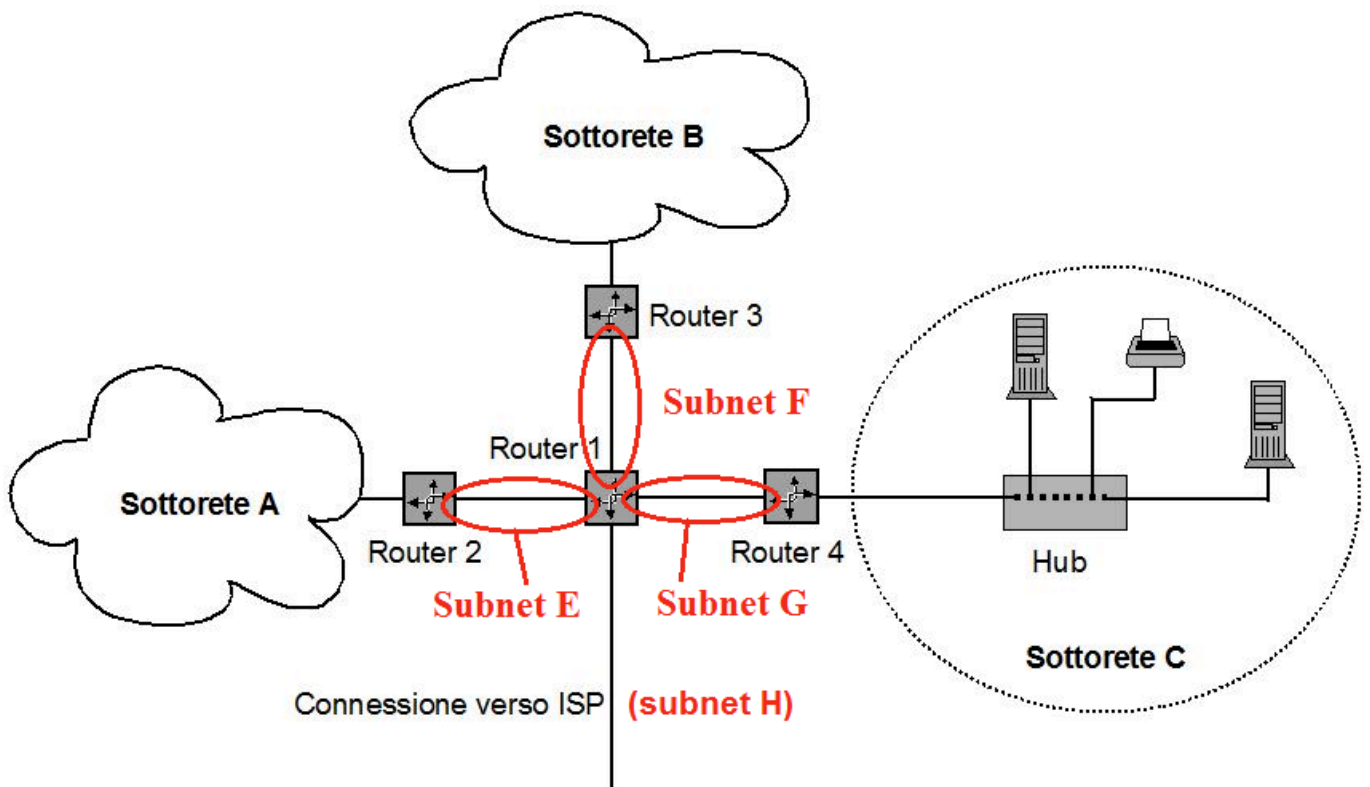 Sottorete B
Router 3
Subnet F
Router 1
Sottorete A
Router 2
Router 4
Hub
Subnet E
Subnet G
Sottorete C
Connessione verso ISP (subnet H)